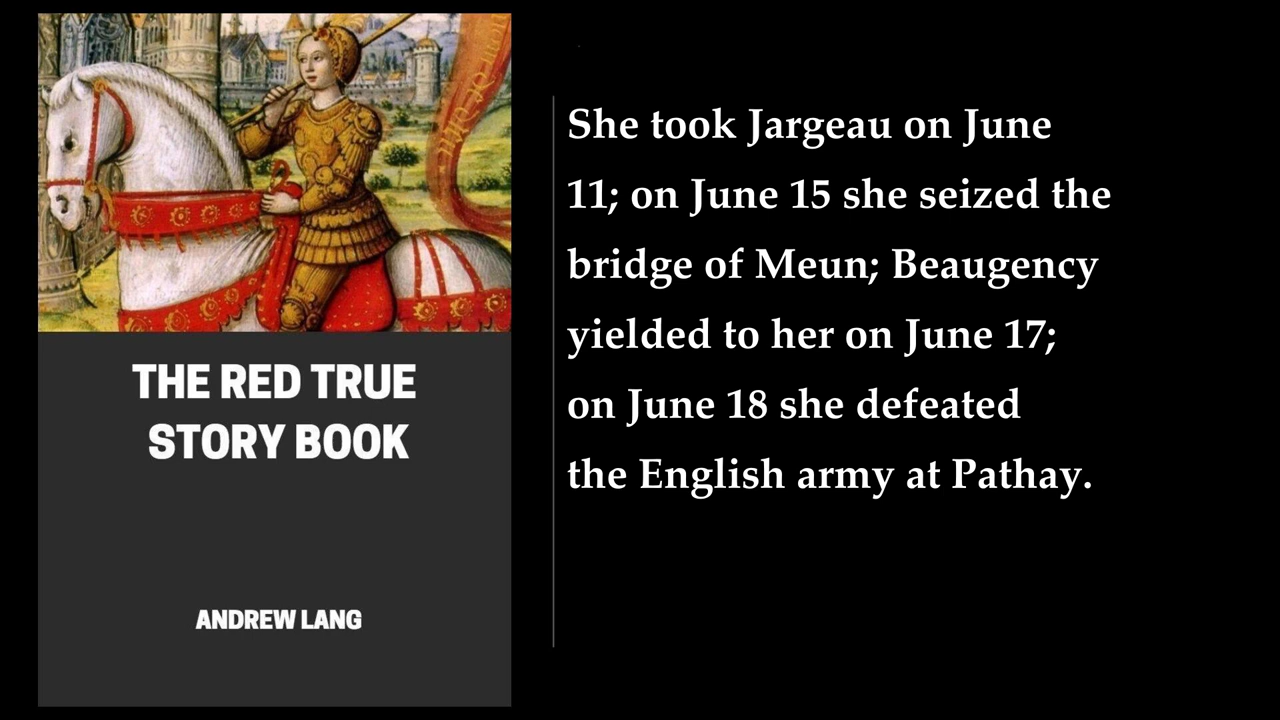 THE RED TRUE
STORY BOOK
ANDREW LANG
She took Jargeau on June
11; on June 15 she seized the
bridge of Meun; Beaugency
yielded to her on June 17;
on June 18 she defeated
the English army at Pathay.